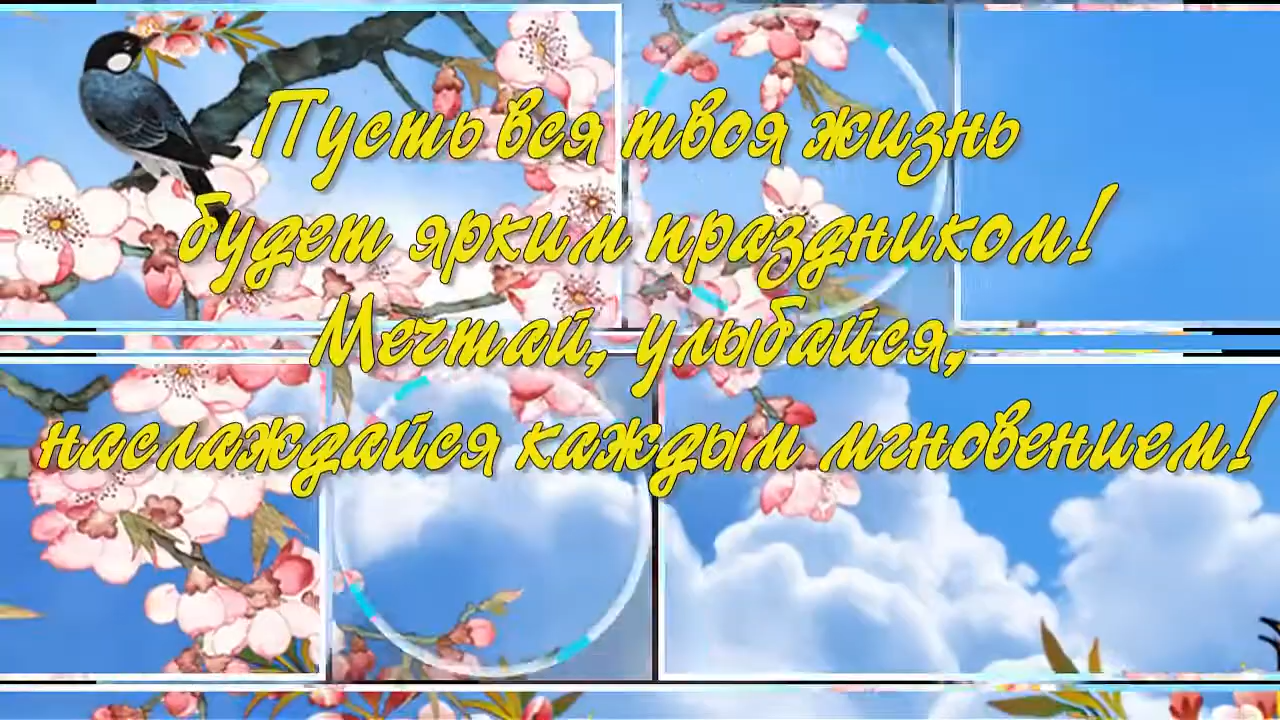 Пусть вся твоя жизнь
будет ярким праздником!
Мечтай, улыбайся,
наслаждайся каждым мгновением!